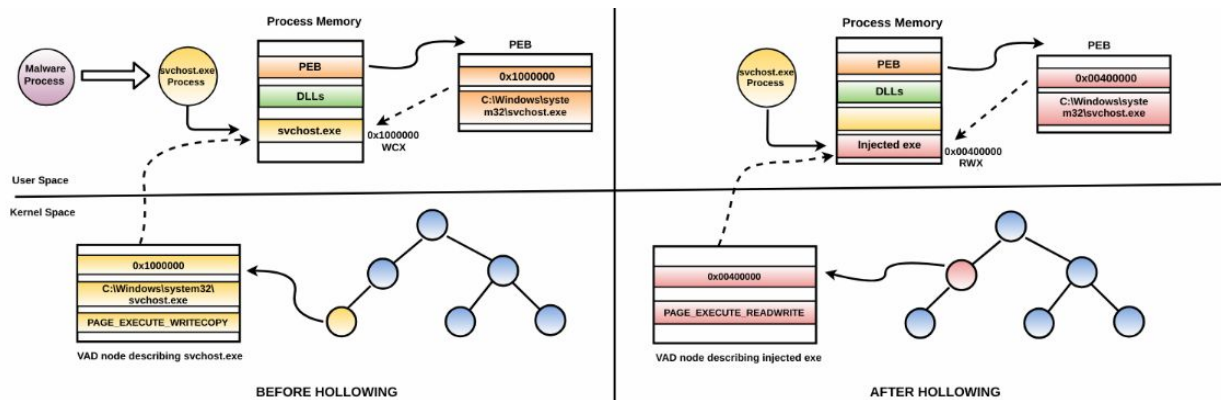 Process Memory
PEB
Malware
Process
svchost.exe
Process
PEB
DLLs
svchost.exe
0x1000000
C:\Windows\syste
m32\svchost.exe
0x1000000
WCX
User Space
Kernel Space
0x1000000
C:\Windows\system32\
svchost.exe
PAGE_EXECUTE_WRITECOPY
VAD node describing svchost.exe
BEFORE HOLLOWING
Process Memory
PEB
svchost.exe
Process
PEB
DLLs
Injected exe
0x00400000
C:\Windows\syste
m32\svchost.exe
0x00400000
RWX
0x00400000
PAGE_EXECUTE_READWRITE
VAD node describing injected exe
AFTER HOLLOWING